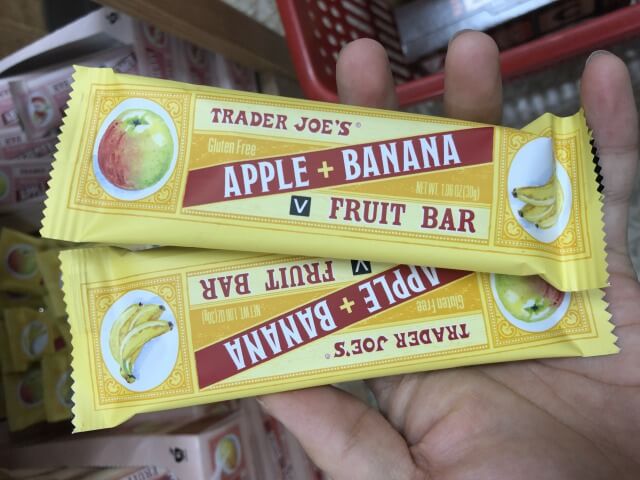 TRADER JOE'S®
Gluten Free
APPLE + BANANA
NET WT. 1.06 OZ (30g)
V FRUIT BAR
TRADER JOE'S®
Gluten Free
APPLE + BANANA
NET WT. 1.06 OZ (30g)
V FRUIT BAR